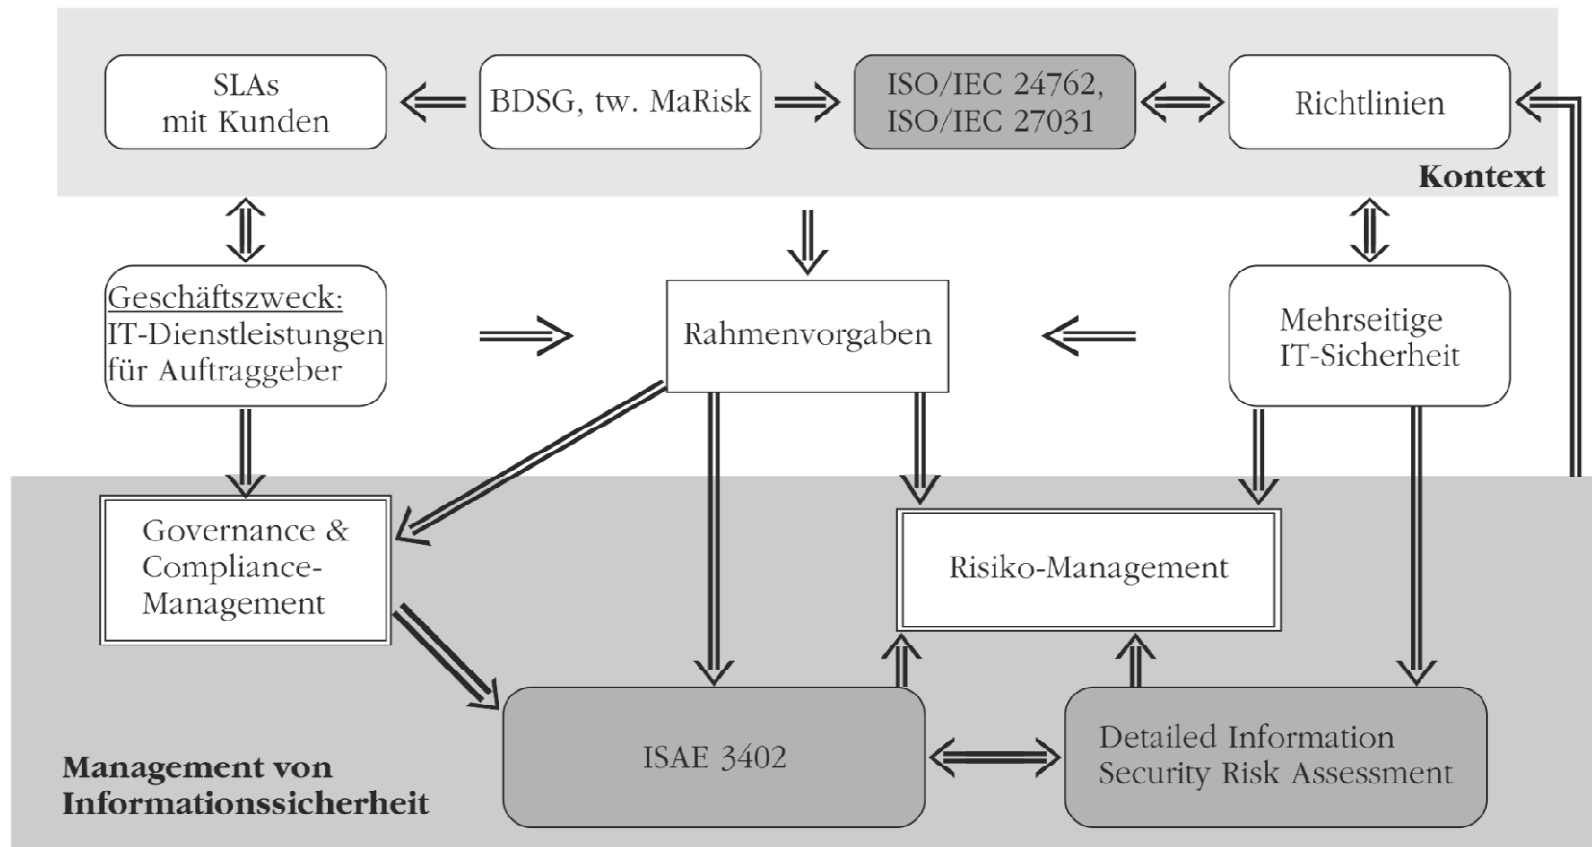 SLAs
mit Kunden
BDSG, tw. MaRisk
ISO/IEC 24762,
ISO/IEC 27031
Richtlinien
Kontext
Geschäftszweck:
IT-Dienstleistungen
für Auftraggeber
Rahmenvorgaben
Mehrseitige
IT-Sicherheit
Governance &
Compliance-
Management
Risiko-Management
ISAE 3402
Detailed Information
Security Risk Assessment
Management von
Informationssicherheit